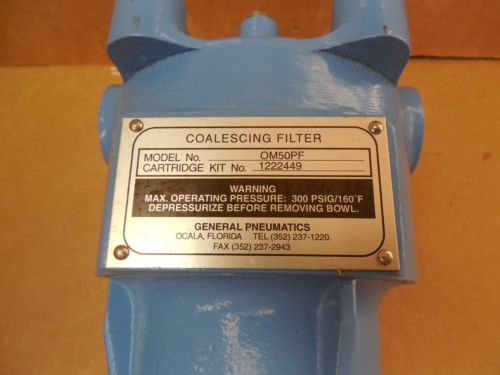 COALESCING FILTER
MODEL No. OM50PF
CARTRIDGE KIT No. 1222449
WARNING
MAX. OPERATING PRESSURE: 300 PSIG/160°F
DEPRESSURIZE BEFORE REMOVING BOWL.
GENERAL PNEUMATICS
OCALA, FLORIDA TEL (352) 237-1220
FAX (352) 237-2943